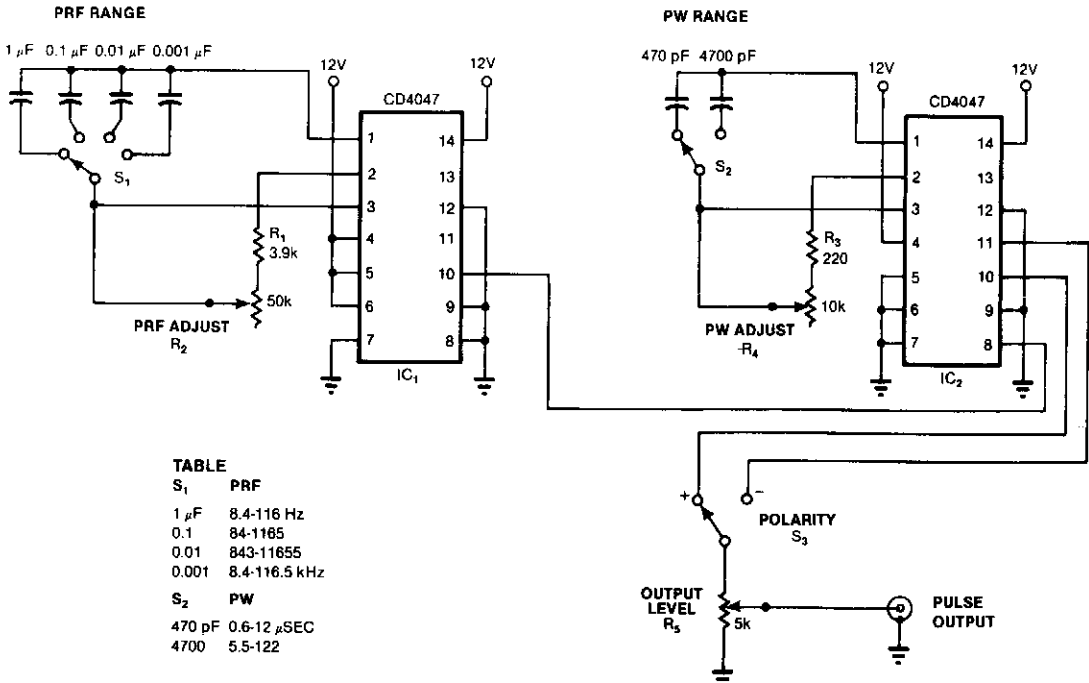 PRF RANGE
1 μF 0.1 μF 0.01 μF 0.001 μF
S1
12V
12V
CD4047
1
2
3
4
5
6
7
14
13
12
11
10
9
8
IC1
R1
3.9k
50k
PRF ADJUST
R2
PW RANGE
470 pF 4700 pF
S2
12V
12V
CD4047
1
2
3
4
5
6
7
14
13
12
11
10
9
8
IC2
R3
220
10k
PW ADJUST
R4
TABLE
S1 PRF
1 μF 8.4-116 Hz
0.1 84-1165
0.01 843-11655
0.001 8.4-116.5 kHz
S2 PW
470 pF 0.6-12 μSEC
4700 5.5-122
+ −
POLARITY
S3
OUTPUT
LEVEL
R5
5k
PULSE
OUTPUT